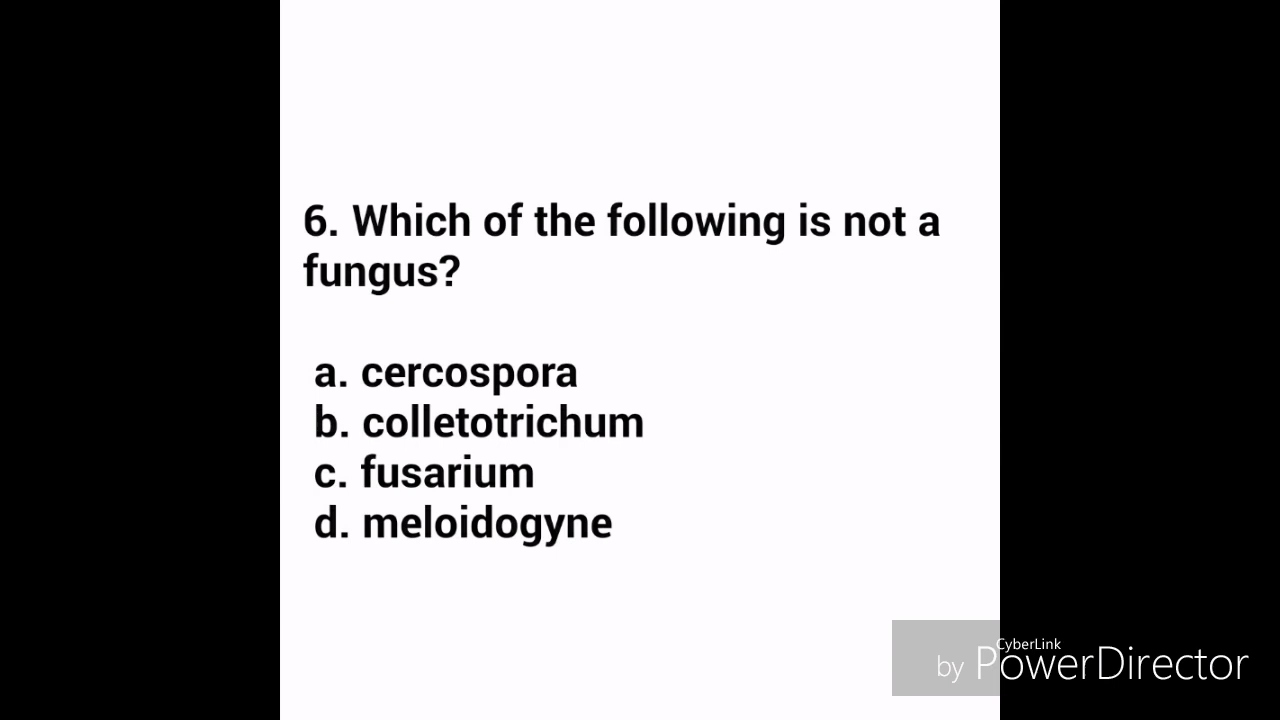 6. Which of the following is not a
fungus?
a. cercospora
b. colletotrichum
c. fusarium
d. meloidogyne
CyberLink
by PowerDirector